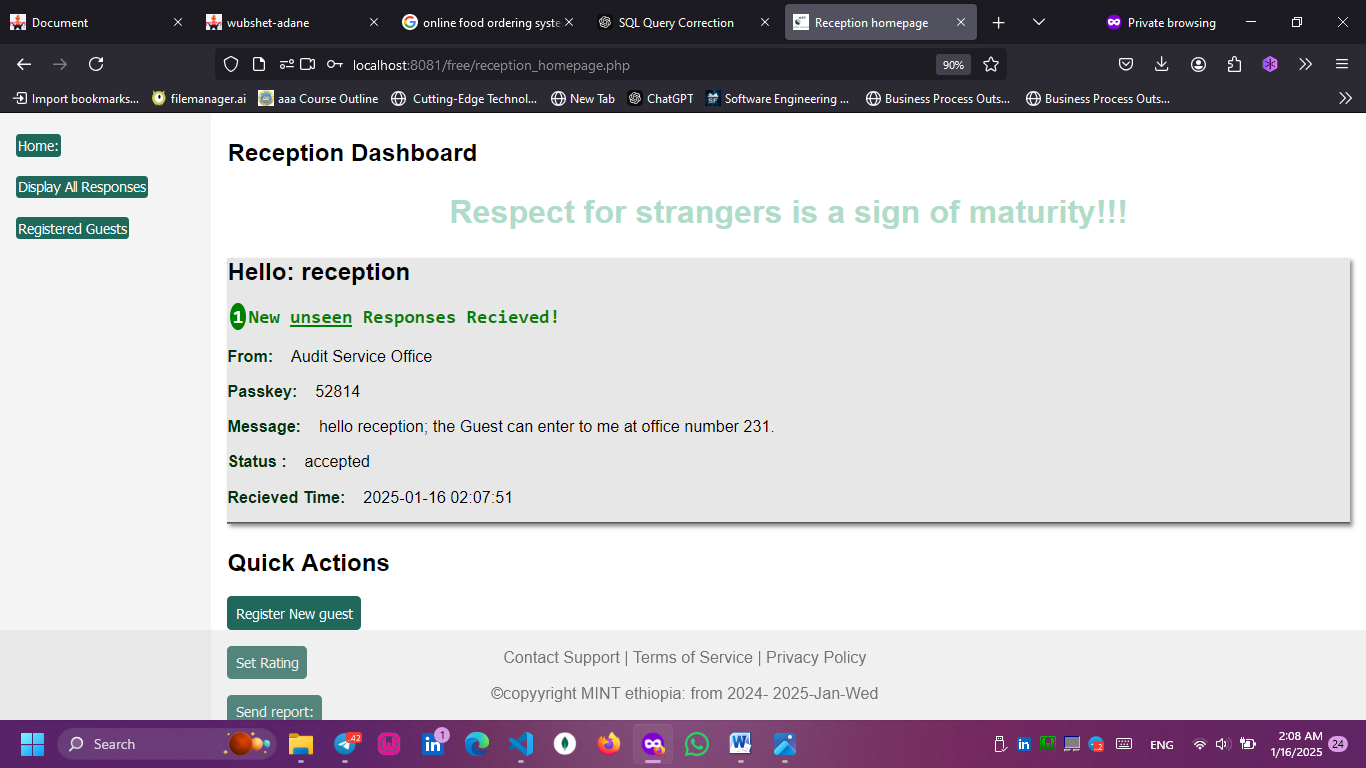 Document
wubshet-adane
online food ordering syste
SQL Query Correction
Reception homepage
Private browsing
localhost:8081/free/reception_homepage.php
90%
Import bookmarks...
filemanager.ai
aaa Course Outline
Cutting-Edge Technol...
New Tab
ChatGPT
Software Engineering ...
Business Process Outs...
Business Process Outs...
Home:
Display All Responses
Registered Guests
Reception Dashboard
Respect for strangers is a sign of maturity!!!
Hello: reception
1 New unseen Responses Recieved!
From: Audit Service Office
Passkey: 52814
Message: hello reception; the Guest can enter to me at office number 231.
Status : accepted
Recieved Time: 2025-01-16 02:07:51
Quick Actions
Register New guest
Set Rating
Send report:
Contact Support | Terms of Service | Privacy Policy
©copyyright MINT ethiopia: from 2024- 2025-Jan-Wed
Search
42
1
ENG
2:08 AM
1/16/2025
24